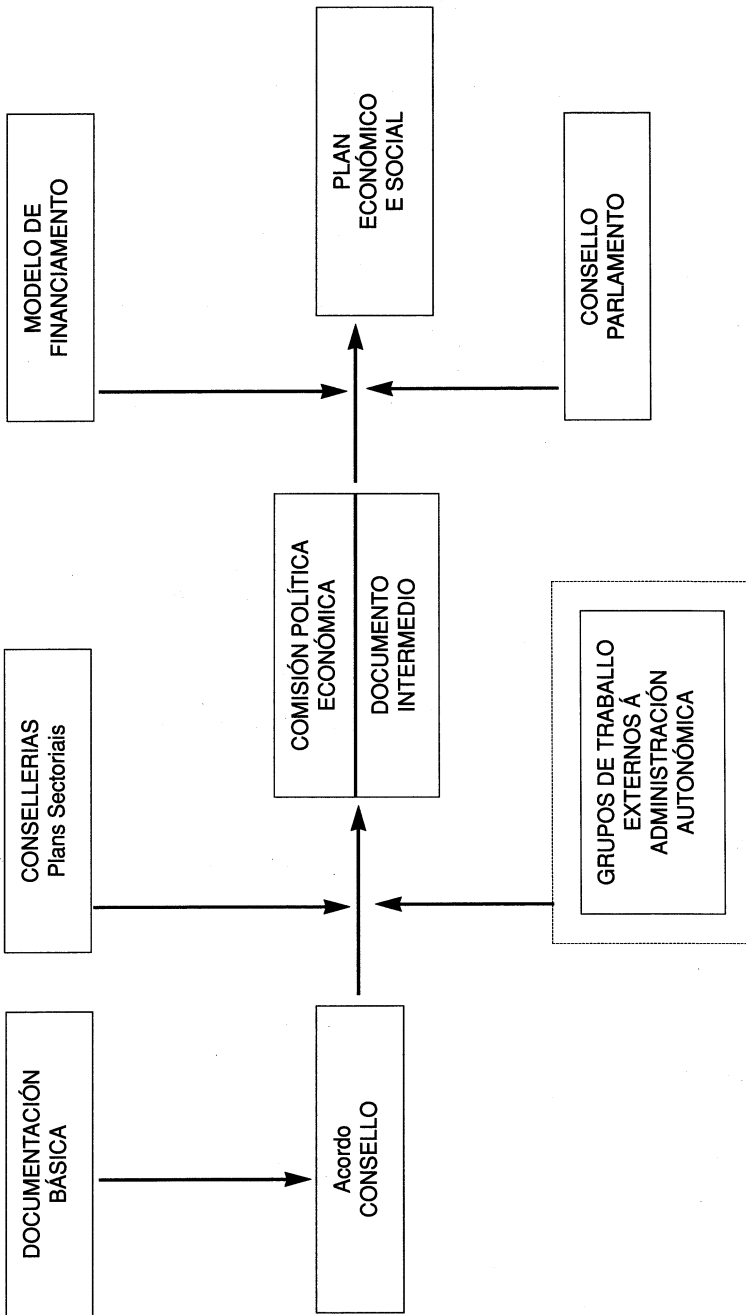 DOCUMENTACIÓN
BÁSICA
Acordo
CONSELLO
CONSELLERIAS
Plans Sectoriais
COMISIÓN POLÍTICA
ECONÓMICA
DOCUMENTO
INTERMEDIO
GRUPOS DE TRABALLO
EXTERNOS Á
ADMINISTRACIÓN
AUTONÓMICA
MODELO DE
FINANCIAMENTO
PLAN
ECONÓMICO
E SOCIAL
CONSELLO
PARLAMENTO